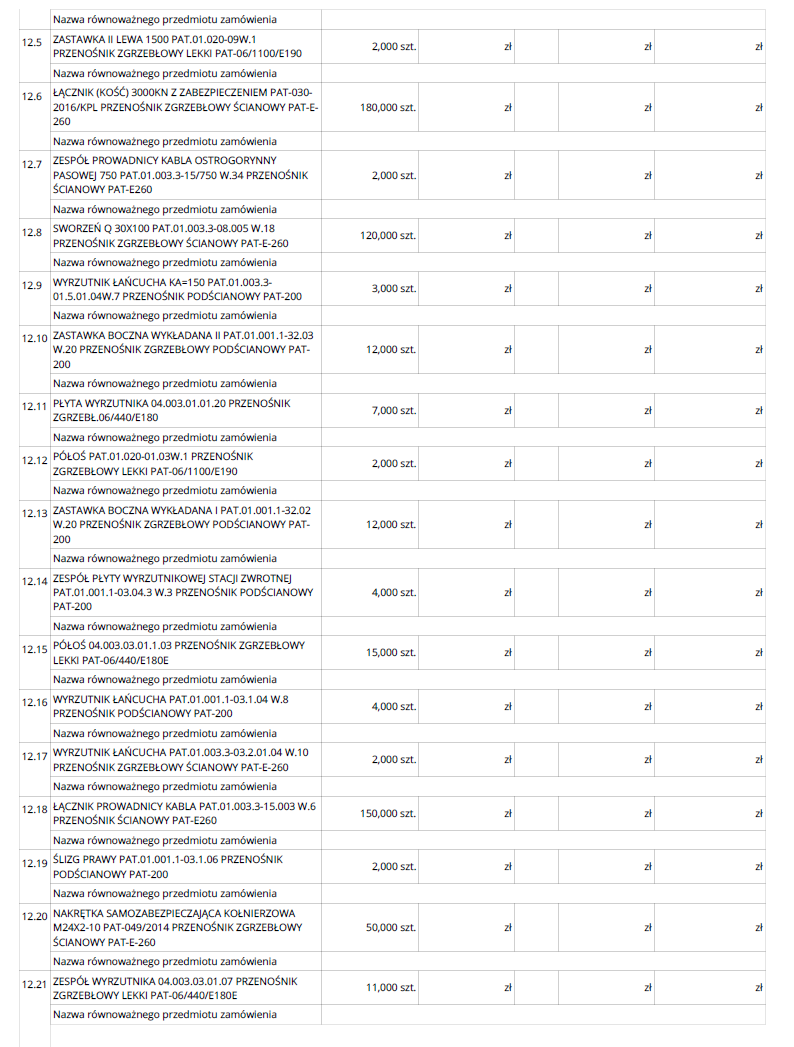 Nazwa równoważnego przedmiotu zamówienia
12.5 ZASTAWKA II LEWA 1500 PAT.01.020-09W.1
PRZENOŚNIK ZGRZEBŁOWY LEKKI PAT-06/1100/E190
2,000 szt. zł zł zł
Nazwa równoważnego przedmiotu zamówienia
12.6 ŁĄCZNIK (KOŚĆ) 3000KN Z ZABEZPIECZENIEM PAT-030-
2016/KPL PRZENOŚNIK ZGRZEBŁOWY ŚCIANOWY PAT-E-
260
180,000 szt. zł zł zł
Nazwa równoważnego przedmiotu zamówienia
12.7 ZESPÓŁ PROWADNICY KABLA OSTROGORYNNY
PASOWEJ 750 PAT.01.003.3-15/750 W.34 PRZENOŚNIK
ŚCIANOWY PAT-E260
2,000 szt. zł zł zł
Nazwa równoważnego przedmiotu zamówienia
12.8 SWORZEŃ Q 30X100 PAT.01.003.3-08.005 W.18
PRZENOŚNIK ZGRZEBŁOWY ŚCIANOWY PAT-E-260
120,000 szt. zł zł zł
Nazwa równoważnego przedmiotu zamówienia
12.9 WYRZUTNIK ŁAŃCUCHA KA=150 PAT.01.003.3-
01.5.01.04W.7 PRZENOŚNIK PODŚCIANOWY PAT-200
3,000 szt. zł zł zł
Nazwa równoważnego przedmiotu zamówienia
12.10 ZASTAWKA BOCZNA WYKŁADANA II PAT.01.001.1-32.03
W.20 PRZENOŚNIK ZGRZEBŁOWY PODŚCIANOWY PAT-
200
12,000 szt. zł zł zł
Nazwa równoważnego przedmiotu zamówienia
12.11 PŁYTA WYRZUTNIKA 04.003.01.01.20 PRZENOŚNIK
ZGRZEBŁ.06/440/E180
7,000 szt. zł zł zł
Nazwa równoważnego przedmiotu zamówienia
12.12 PÓŁOŚ PAT.01.020-01.03W.1 PRZENOŚNIK
ZGRZEBŁOWY LEKKI PAT-06/1100/E190
2,000 szt. zł zł zł
Nazwa równoważnego przedmiotu zamówienia
12.13 ZASTAWKA BOCZNA WYKŁADANA I PAT.01.001.1-32.02
W.20 PRZENOŚNIK ZGRZEBŁOWY PODŚCIANOWY PAT-
200
12,000 szt. zł zł zł
Nazwa równoważnego przedmiotu zamówienia
12.14 ZESPÓŁ PŁYTY WYRZUTNIKOWEJ STACJI ZWROTNEJ
PAT.01.001.1-03.04.3 W.3 PRZENOŚNIK PODŚCIANOWY
PAT-200
4,000 szt. zł zł zł
Nazwa równoważnego przedmiotu zamówienia
12.15 PÓŁOŚ 04.003.03.01.1.03 PRZENOŚNIK ZGRZEBŁOWY
LEKKI PAT-06/440/E180E
15,000 szt. zł zł zł
Nazwa równoważnego przedmiotu zamówienia
12.16 WYRZUTNIK ŁAŃCUCHA PAT.01.001.1-03.1.04 W.8
PRZENOŚNIK PODŚCIANOWY PAT-200
4,000 szt. zł zł zł
Nazwa równoważnego przedmiotu zamówienia
12.17 WYRZUTNIK ŁAŃCUCHA PAT.01.003.3-03.2.01.04 W.10
PRZENOŚNIK ZGRZEBŁOWY ŚCIANOWY PAT-E-260
2,000 szt. zł zł zł
Nazwa równoważnego przedmiotu zamówienia
12.18 ŁĄCZNIK PROWADNICY KABLA PAT.01.003.3-15.003 W.6
PRZENOŚNIK ŚCIANOWY PAT-E260
150,000 szt. zł zł zł
Nazwa równoważnego przedmiotu zamówienia
12.19 ŚLIZG PRAWY PAT.01.001.1-03.1.06 PRZENOŚNIK
PODŚCIANOWY PAT-200
2,000 szt. zł zł zł
Nazwa równoważnego przedmiotu zamówienia
12.20 NAKRĘTKA SAMOZABEZPIECZAJĄCA KOŁNIERZOWA
M24X2-10 PAT-049/2014 PRZENOŚNIK ZGRZEBŁOWY
ŚCIANOWY PAT-E-260
50,000 szt. zł zł zł
Nazwa równoważnego przedmiotu zamówienia
12.21 ZESPÓŁ WYRZUTNIKA 04.003.03.01.07 PRZENOŚNIK
ZGRZEBŁOWY LEKKI PAT-06/440/E180E
11,000 szt. zł zł zł
Nazwa równoważnego przedmiotu zamówienia